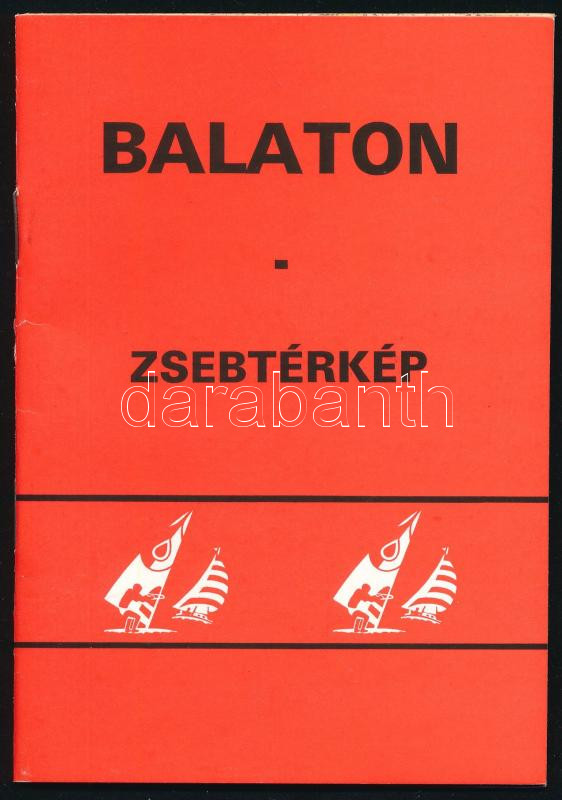 BALATON
-
ZSEBTÉRKÉP
darabanth